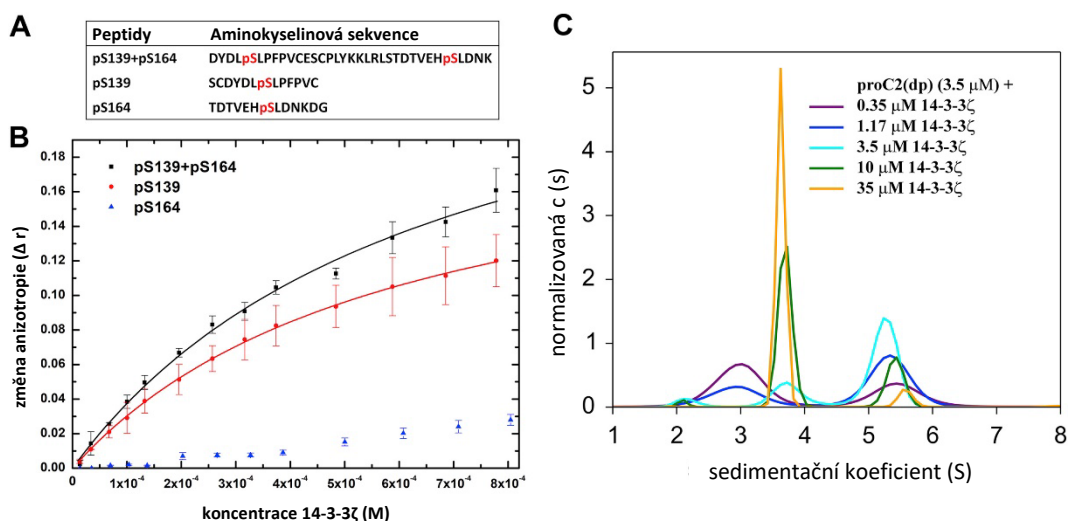 A
Peptidy Aminokyselinová sekvence
pS139+pS164 DYDLpSLPFPVCESCPLYKKLRLSTDTVEHpSLDNK
pS139 SCDYDLpSLPFPVC
pS164 TDTVEHpSLDNKDG
B
0.18
0.16
0.14
0.12
0.10
0.08
0.06
0.04
0.02
0.00
změna anizotropie (Δ r)
pS139+pS164
pS139
pS164
0 1x10⁻⁴ 2x10⁻⁴ 3x10⁻⁴ 4x10⁻⁴ 5x10⁻⁴ 6x10⁻⁴ 7x10⁻⁴ 8x10⁻⁴
koncentrace 14-3-3ζ (M)
C
5
4
3
2
1
0
normalizovaná c (s)
proC2(dp) (3.5 μM) +
0.35 μM 14-3-3ζ
1.17 μM 14-3-3ζ
3.5 μM 14-3-3ζ
10 μM 14-3-3ζ
35 μM 14-3-3ζ
1 2 3 4 5 6 7 8
sedimentační koeficient (S)